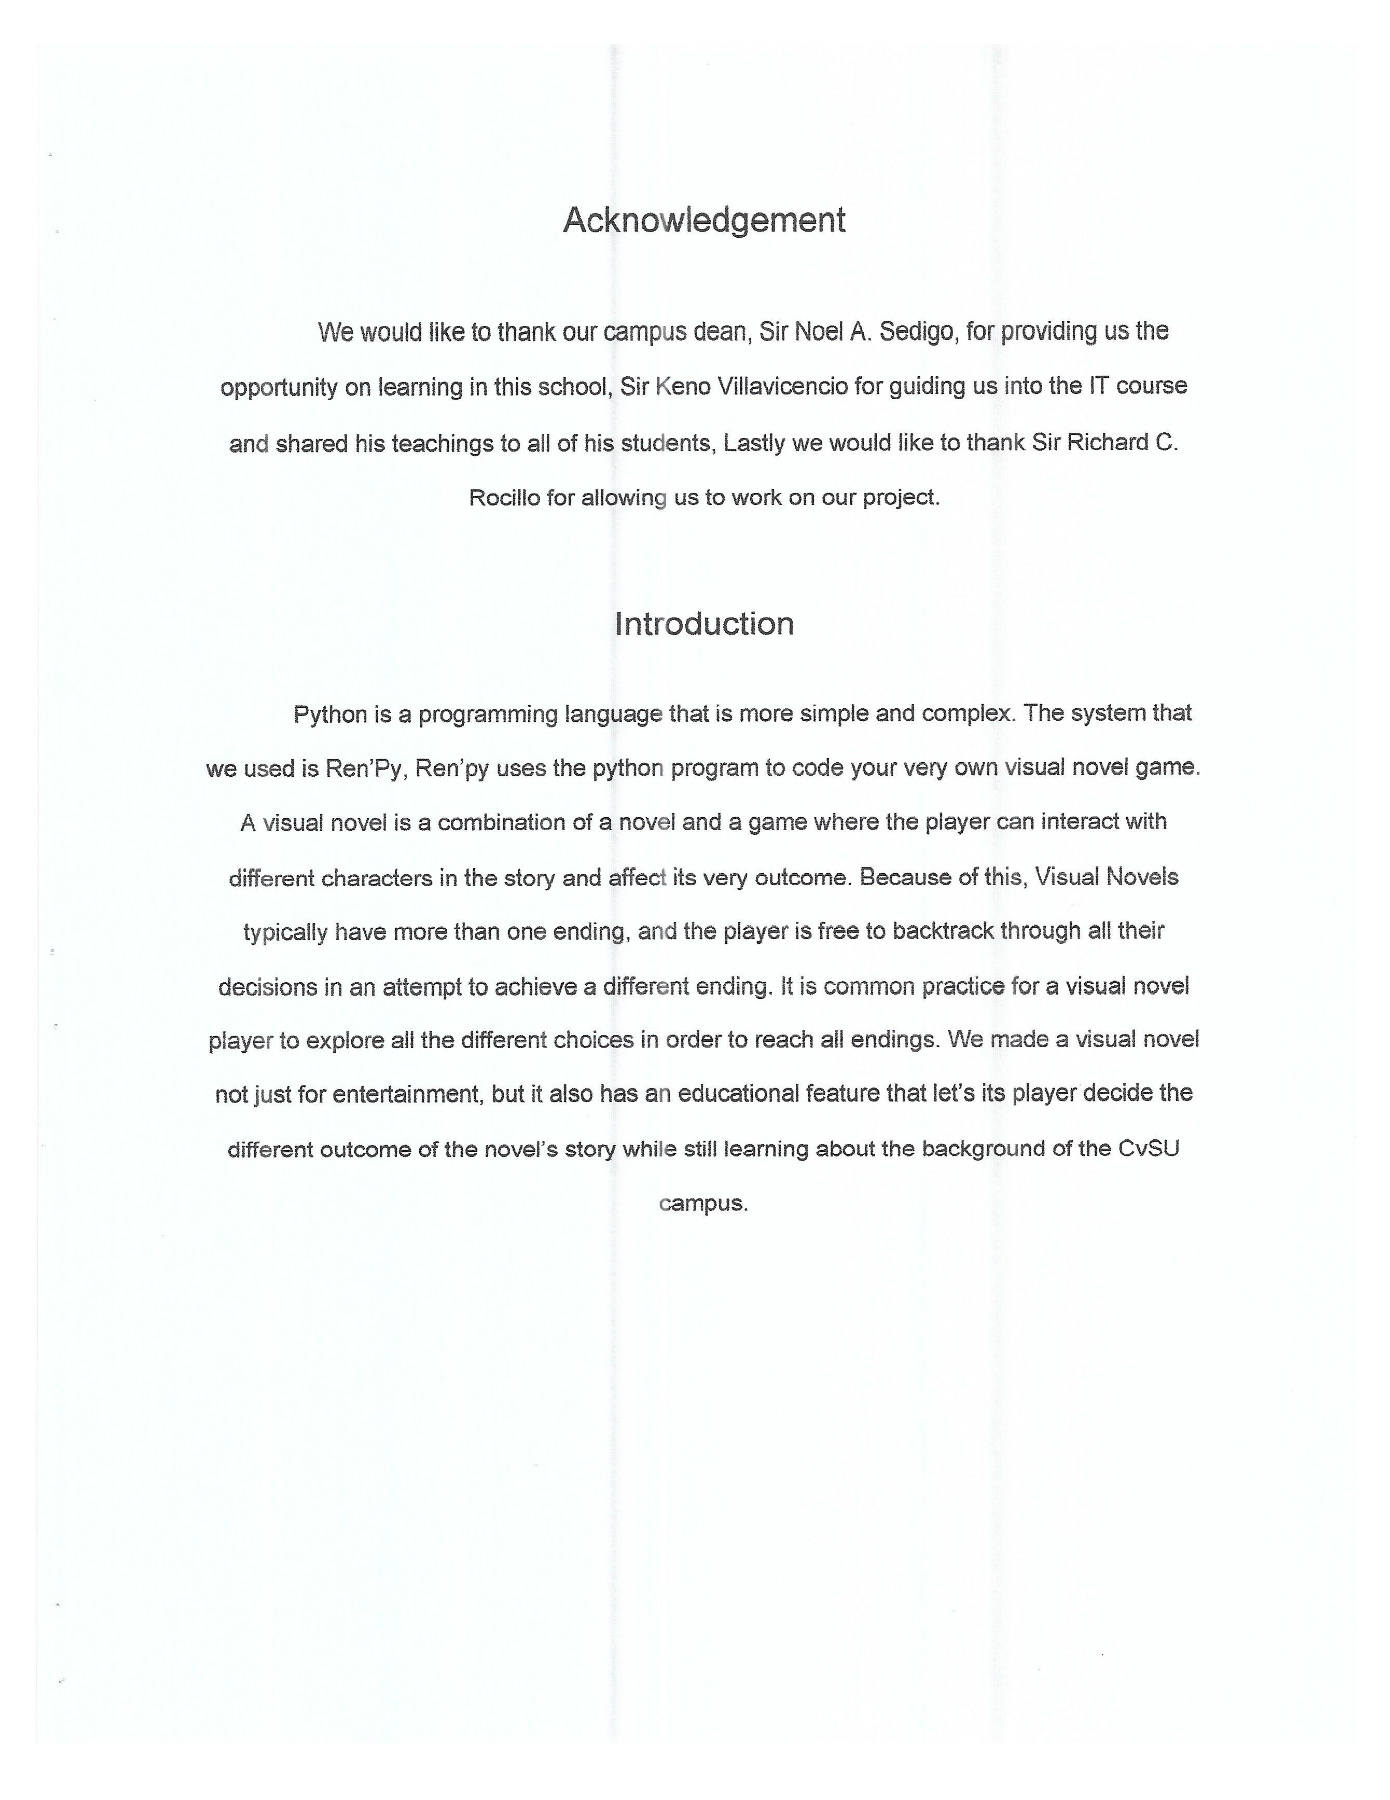 Acknowledgement
We would like to thank our campus dean, Sir Noel A. Sedigo, for providing us the
opportunity on learning in this school, Sir Keno Villavicencio for guiding us into the IT course
and shared his teachings to all of his students, Lastly we would like to thank Sir Richard C.
Rocillo for allowing us to work on our project.
Introduction
Python is a programming language that is more simple and complex. The system that
we used is Ren'Py, Ren'py uses the python program to code your very own visual novel game.
A visual novel is a combination of a novel and a game where the player can interact with
different characters in the story and affect its very outcome. Because of this, Visual Novels
typically have more than one ending, and the player is free to backtrack through all their
decisions in an attempt to achieve a different ending. It is common practice for a visual novel
player to explore all the different choices in order to reach all endings. We made a visual novel
not just for entertainment, but it also has an educational feature that let's its player decide the
different outcome of the novel's story while still learning about the background of the CvSU
campus.